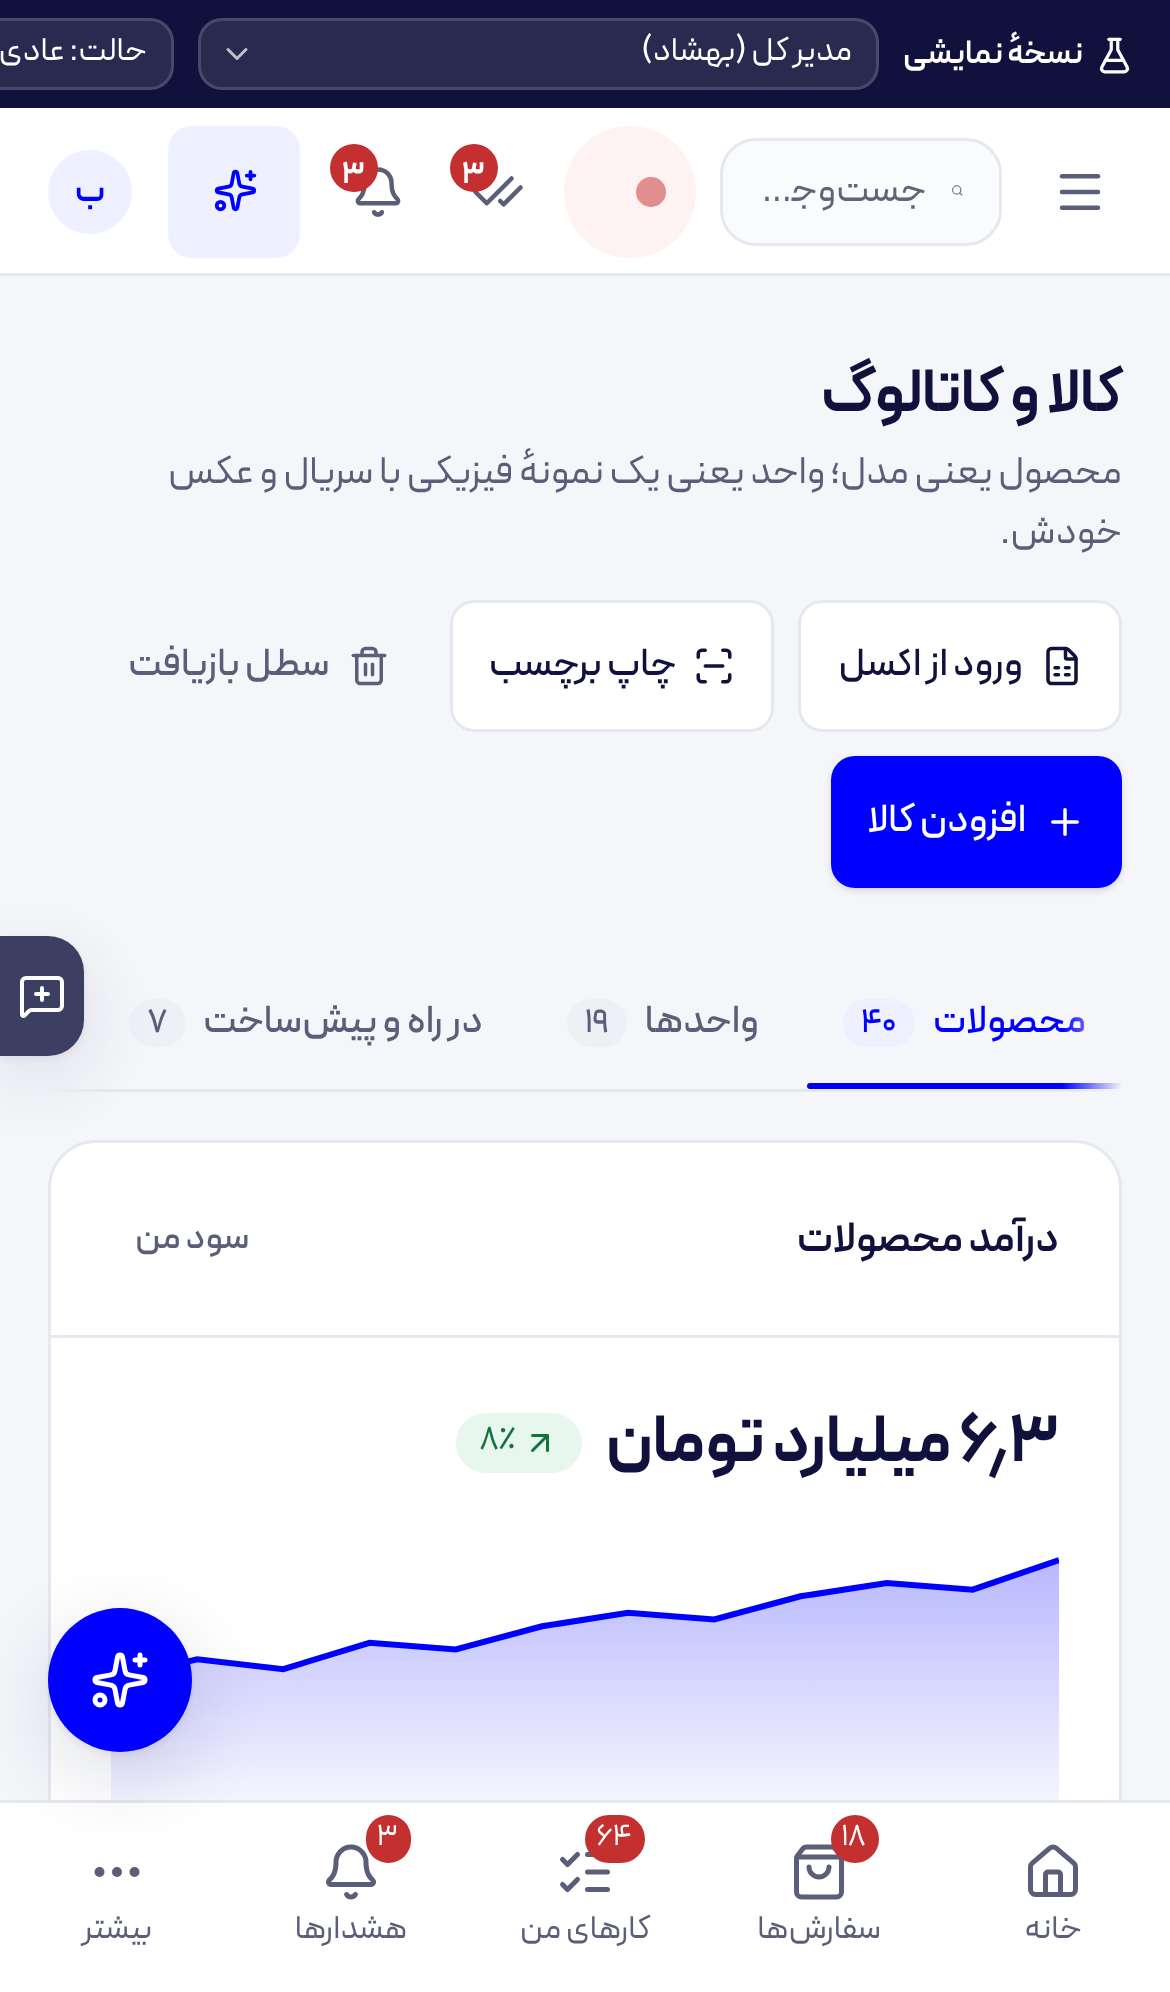 نسخهٔ نمایشی
مدیر کل (بهشاد)
حالت: عادی
جست‌وجـ...
۳
۳
ب
کالا و کاتالوگ
محصول یعنی مدل؛ واحد یعنی یک نمونهٔ فیزیکی با سریال و عکس
خودش.
ورود از اکسل
چاپ برچسب
سطل بازیافت
افزودن کالا
محصولات ۴۰
واحدها ۱۹
در راه و پیش‌ساخت ۷
درآمد محصولات
سود من
۶٫۳ میلیارد تومان
۸٪
خانه
۱۸
سفارش‌ها
۶۴
کارهای من
۳
هشدارها
بیشتر